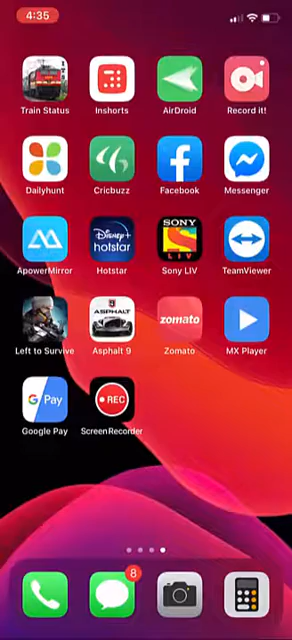 4:35
Train Status
Inshorts
AirDroid
Record it!
Dailyhunt
Cricbuzz
Facebook
Messenger
Disney+
hotstar
SONY
LIV
ApowerMirror
Hotstar
Sony LIV
TeamViewer
ASPHALT
zomato
Left to Survive
Asphalt 9
Zomato
MX Player
G Pay
REC
Google Pay
ScreenRecorder
8